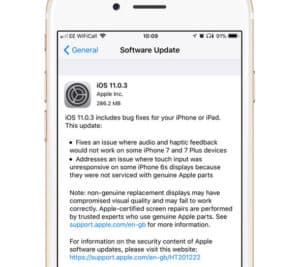 EE WiFiCall 10:09 91%
General Software Update
iOS 11.0.3
Apple Inc.
286.2 MB
iOS 11.0.3 includes bug fixes for your iPhone or iPad.
This update:
• Fixes an issue where audio and haptic feedback
would not work on some iPhone 7 and 7 Plus devices
• Addresses an issue where touch input was
unresponsive on some iPhone 6s displays because
they were not serviced with genuine Apple parts
Note: non-genuine replacement displays may have
compromised visual quality and may fail to work
correctly. Apple-certified screen repairs are performed
by trusted experts who use genuine Apple parts. See
support.apple.com/en-gb for more information.
For information on the security content of Apple
software updates, please visit this website:
https://support.apple.com/en-gb/HT201222